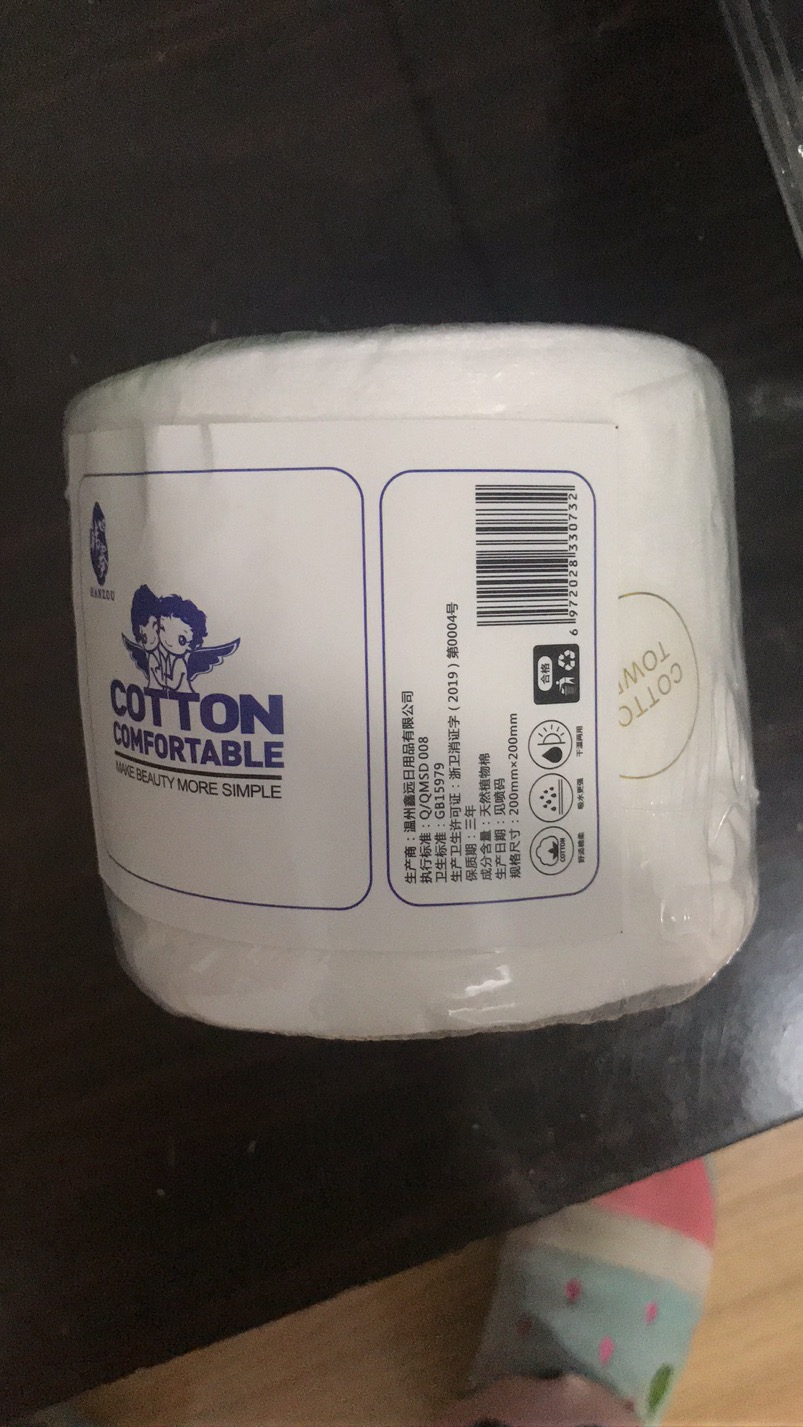 HANZOU
COTTON
COMFORTABLE
MAKE BEAUTY MORE SIMPLE
生产商：温州鑫远日用品有限公司
执行标准：Q/QMSD 008
卫生标准：GB15979
生产卫生许可证：浙卫消证字（2019）第0004号
保质期：三年
成分含量：天然植物棉
生产日期：见喷码
规格尺寸：200mm×200mm
COTTON
舒适棉柔
吸水更强
干湿两用
合格
6 972028 330732
COTTO
TOW